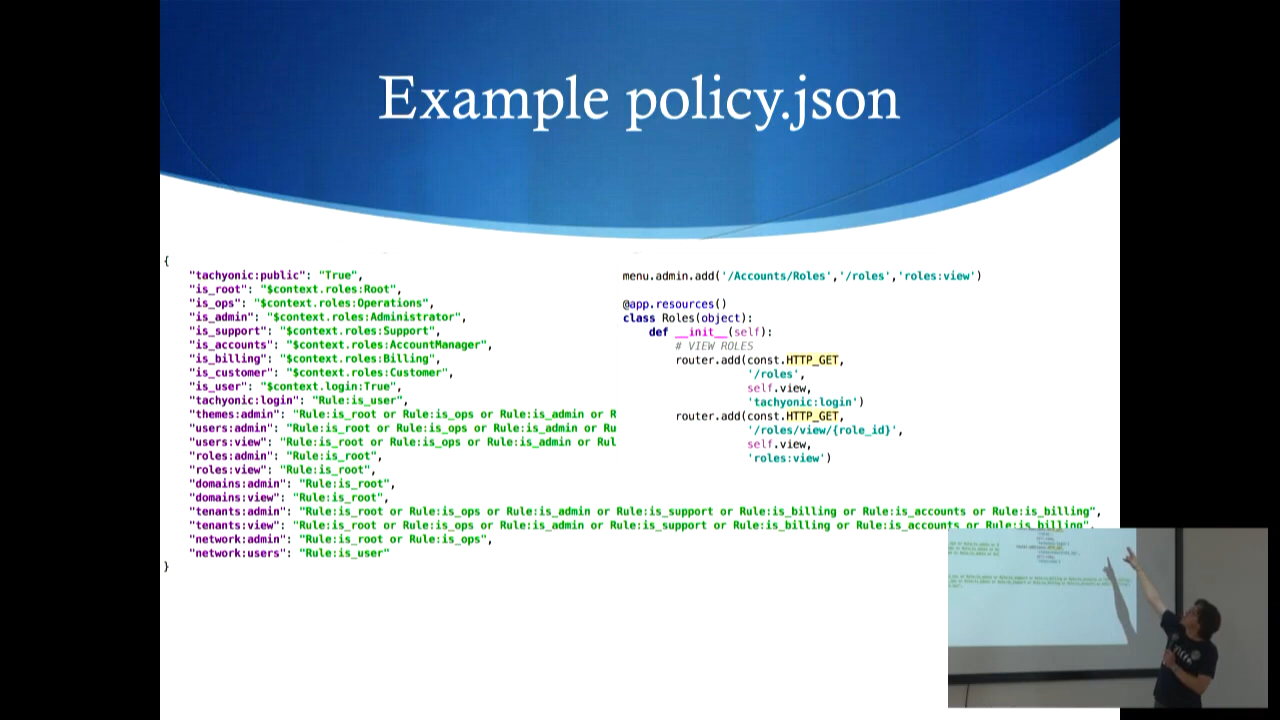 Example policy.json
{
"tachyonic:public": "True",
"is_root": "$context.roles:Root",
"is_ops": "$context.roles:Operations",
"is_admin": "$context.roles:Administrator",
"is_support": "$context.roles:Support",
"is_accounts": "$context.roles:AccountManager",
"is_billing": "$context.roles:Billing",
"is_customer": "$context.roles:Customer",
"is_user": "$context.login:True",
"tachyonic:login": "Rule:is_user",
"themes:admin": "Rule:is_root or Rule:is_ops or Rule:is_admin or R
"users:admin": "Rule:is_root or Rule:is_ops or Rule:is_admin or Ru
"users:view": "Rule:is_root or Rule:is_ops or Rule:is_admin or Rul
"roles:admin": "Rule:is_root",
"roles:view": "Rule:is_root",
"domains:admin": "Rule:is_root",
"domains:view": "Rule:is_root",
"tenants:admin": "Rule:is_root or Rule:is_ops or Rule:is_admin or Rule:is_support or Rule:is_billing or Rule:is_accounts or Rule:is_billing",
"tenants:view": "Rule:is_root or Rule:is_ops or Rule:is_admin or Rule:is_support or Rule:is_billing or Rule:is_accounts or Rule:is_billing",
"network:admin": "Rule:is_root or Rule:is_ops",
"network:users": "Rule:is_user"
}
menu.admin.add('/Accounts/Roles','/roles','roles:view')
@app.resources()
class Roles(object):
def __init__(self):
# VIEW ROLES
router.add(const.HTTP_GET,
'/roles',
self.view,
'tachyonic:login')
router.add(const.HTTP_GET,
'/roles/view/{role_id}',
self.view,
'roles:view')